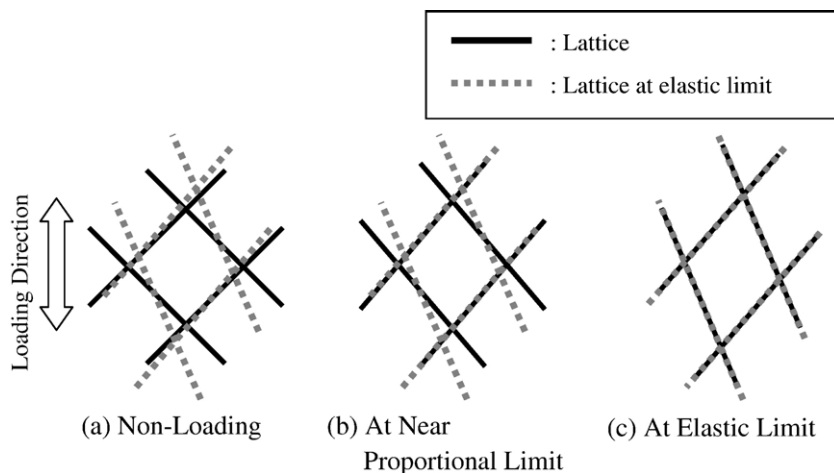 : Lattice
: Lattice at elastic limit
Loading Direction
(a) Non-Loading
(b) At Near
Proportional Limit
(c) At Elastic Limit